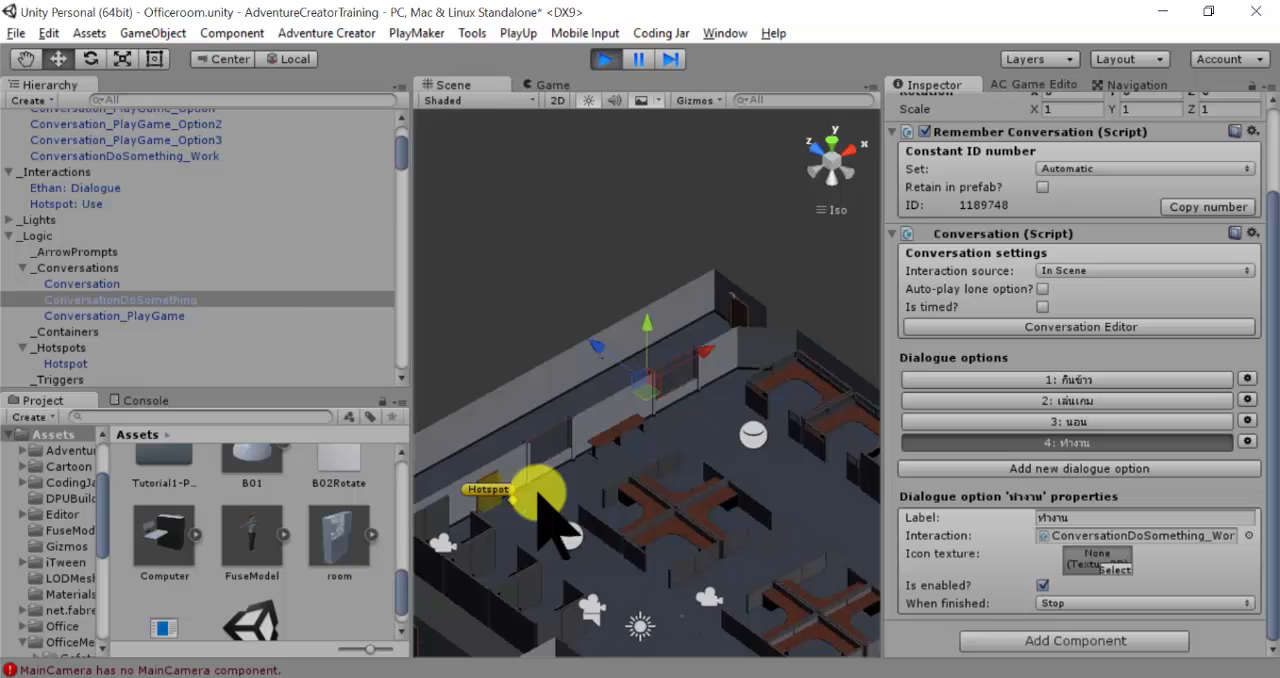 Unity Personal (64bit) - Officeroom.unity - AdventureCreatorTraining - PC, Mac & Linux Standalone* <DX9>
File Edit Assets GameObject Component Adventure Creator PlayMaker Tools PlayUp Mobile Input Coding Jar Window Help
Center Local Layers Layout Account
Hierarchy
Create All
Conversation_PlayGame_Option1
Conversation_PlayGame_Option2
Conversation_PlayGame_Option3
ConversationDoSomething_Work
_Interactions
Ethan: Dialogue
Hotspot: Use
_Lights
_Logic
_ArrowPrompts
_Conversations
Conversation
ConversationDoSomething
Conversation_PlayGame
_Containers
_Hotspots
Hotspot
_Triggers
Project Console
Create
Assets
Adventu
Cartoon
CodingJa
DPUBuil
Editor
FuseMod
Gizmos
iTween
LODMesh
Materials
net.fabre
Office
OfficeMe
Assets
Tutorial1-P... B01 B02Rotate
Computer FuseModel room
Scene Game
Shaded 2D Gizmos All
y
z x
Iso
Hotspot
Inspector AC Game Edito Navigation
Scale X 1 Y 1 Z 1
Remember Conversation (Script)
Constant ID number
Set: Automatic
Retain in prefab?
ID: 1189748 Copy number
Conversation (Script)
Conversation settings
Interaction source: In Scene
Auto-play lone option?
Is timed?
Conversation Editor
Dialogue options
1: กินข้าว
2: เล่นเกม
3: นอน
4: ทำงาน
Add new dialogue option
Dialogue option 'ทำงาน' properties
Label: ทำงาน
Interaction: ConversationDoSomething_Wor
Icon texture: None
Select
Is enabled?
When finished: Stop
Add Component
MainCamera has no MainCamera component.